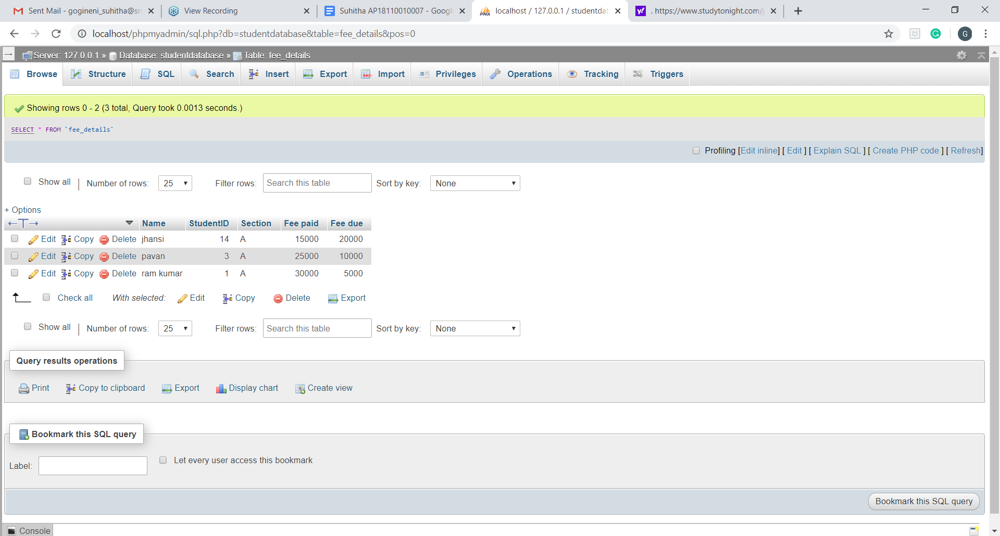 Sent Mail - gogineni_suhitha@sr
View Recording
Suhitha AP18110010007 - Googl
PMA
localhost / 127.0.0.1 / studentdat
y!
. https://www.studytonight.com/j
localhost/phpmyadmin/sql.php?db=studentdatabase&table=fee_details&pos=0
G
Server: 127.0.0.1 » Database: studentdatabase » Table: fee_details
Browse Structure SQL Search Insert Export Import Privileges Operations Tracking Triggers
Showing rows 0 - 2 (3 total, Query took 0.0013 seconds.)
SELECT * FROM `fee_details`
Profiling [Edit inline] [ Edit ] [ Explain SQL ] [ Create PHP code ] [ Refresh]
Show all | Number of rows: 25 Filter rows: Search this table Sort by key: None
+ Options
←T→ Name StudentID Section Fee paid Fee due
Edit Copy Delete jhansi 14 A 15000 20000
Edit Copy Delete pavan 3 A 25000 10000
Edit Copy Delete ram kumar 1 A 30000 5000
Check all With selected: Edit Copy Delete Export
Show all | Number of rows: 25 Filter rows: Search this table Sort by key: None
Query results operations
Print Copy to clipboard Export Display chart Create view
Bookmark this SQL query
Label: Let every user access this bookmark
Bookmark this SQL query
Console